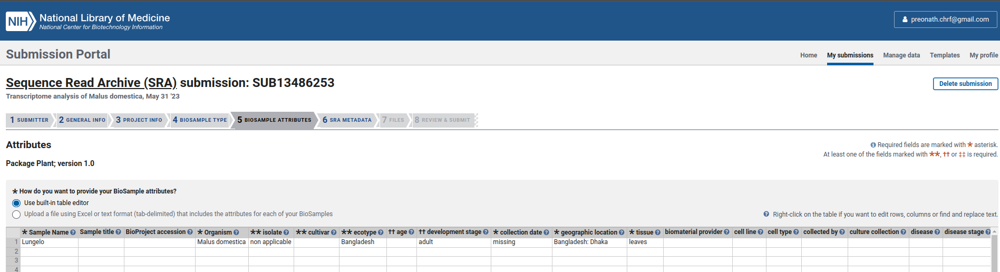 NIH National Library of Medicine
National Center for Biotechnology Information
preonath.chrf@gmail.com
Submission Portal
Home My submissions Manage data Templates My profile
Sequence Read Archive (SRA) submission: SUB13486253
Delete submission
Transcriptome analysis of Malus domestica, May 31 '23
1 SUBMITTER 2 GENERAL INFO 3 PROJECT INFO 4 BIOSAMPLE TYPE 5 BIOSAMPLE ATTRIBUTES 6 SRA METADATA 7 FILES 8 REVIEW & SUBMIT
Attributes
Required fields are marked with * asterisk.
At least one of the fields marked with **, †† or ‡‡ is required.
Package Plant; version 1.0
* How do you want to provide your BioSample attributes?
Use built-in table editor
Upload a file using Excel or text format (tab-delimited) that includes the attributes for each of your BioSamples
Right-click on the table if you want to edit rows, columns or find and replace text.
* Sample Name Sample title BioProject accession * Organism ** isolate ** cultivar ** ecotype †† age †† development stage * collection date * geographic location * tissue biomaterial provider cell line cell type collected by culture collection disease disease stage
1 Lungelo Malus domestica non applicable Bangladesh adult missing Bangladesh: Dhaka leaves
2
3
4